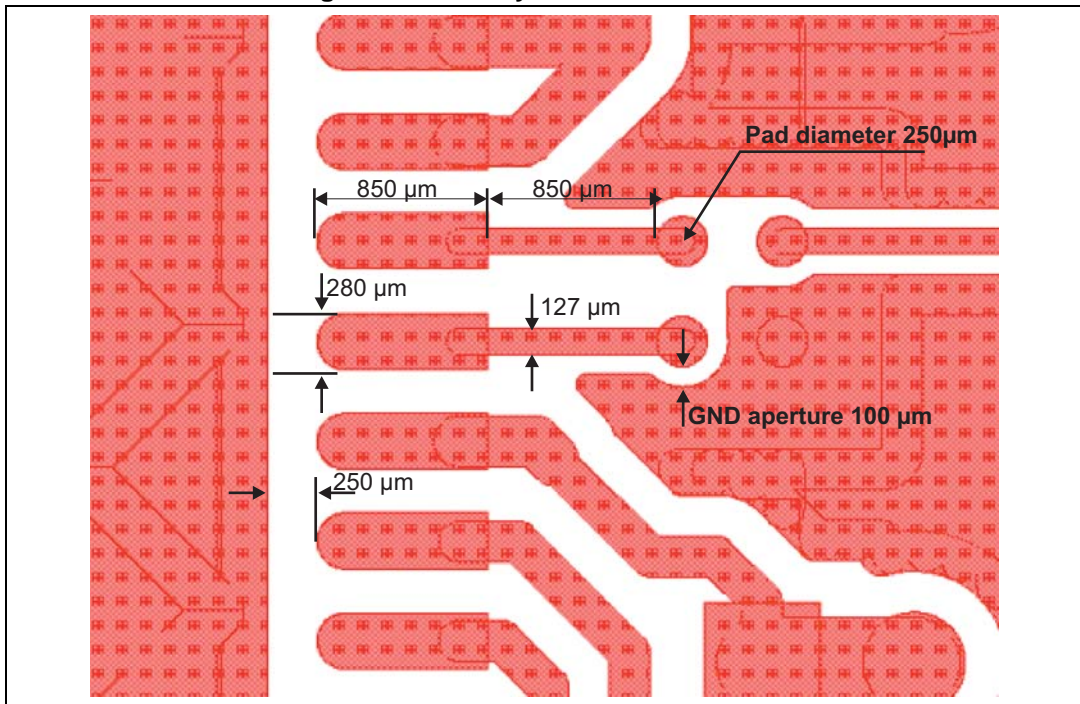 Pad diameter 250µm
850 µm
850 µm
280 µm
127 µm
GND aperture 100 µm
250 µm